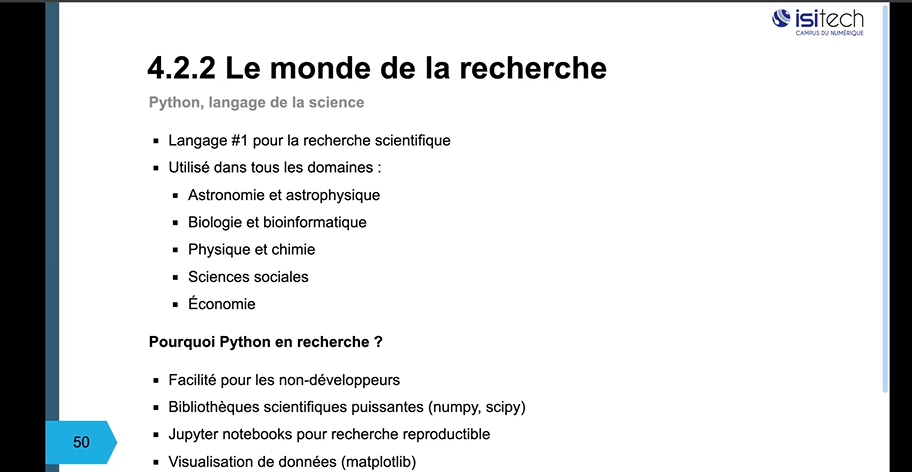 isitech
CAMPUS DU NUMÉRIQUE
4.2.2 Le monde de la recherche
Python, langage de la science
▪ Langage #1 pour la recherche scientifique
▪ Utilisé dans tous les domaines :
▪ Astronomie et astrophysique
▪ Biologie et bioinformatique
▪ Physique et chimie
▪ Sciences sociales
▪ Économie
Pourquoi Python en recherche ?
▪ Facilité pour les non-développeurs
▪ Bibliothèques scientifiques puissantes (numpy, scipy)
▪ Jupyter notebooks pour recherche reproductible
▪ Visualisation de données (matplotlib)
50